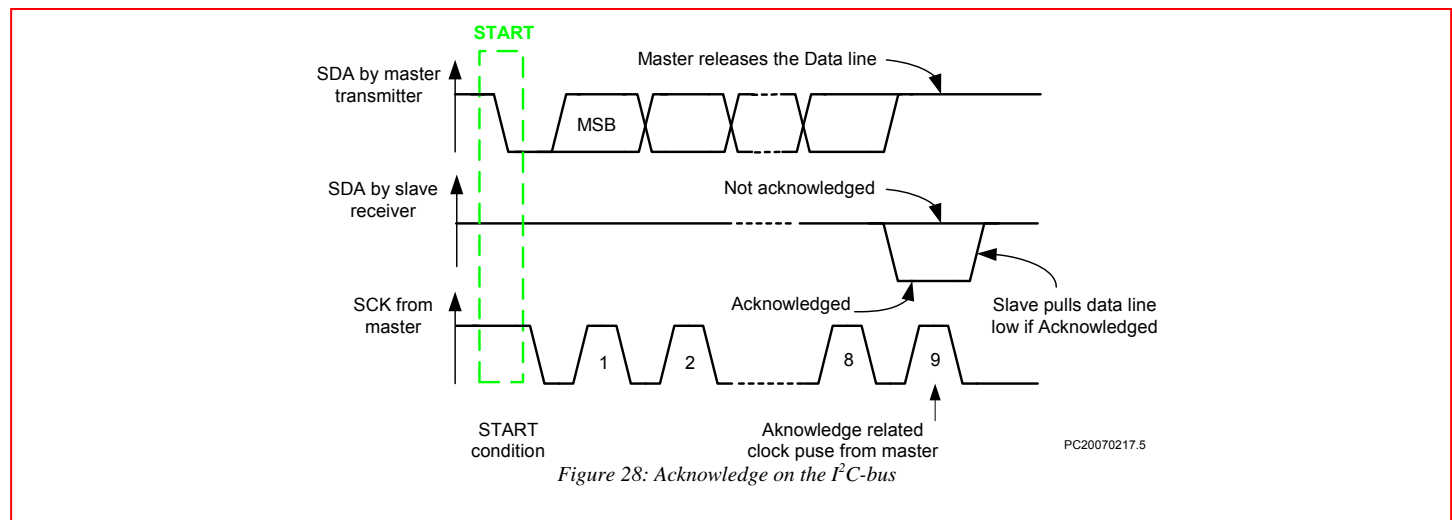 START
SDA by master
transmitter
Master releases the Data line
MSB
SDA by slave
receiver
Not acknowledged
Acknowledged
Slave pulls data line
low if Acknowledged
SCK from
master
1
2
8
9
START
condition
Aknowledge related
clock puse from master
PC20070217.5
Figure 28: Acknowledge on the I²C-bus